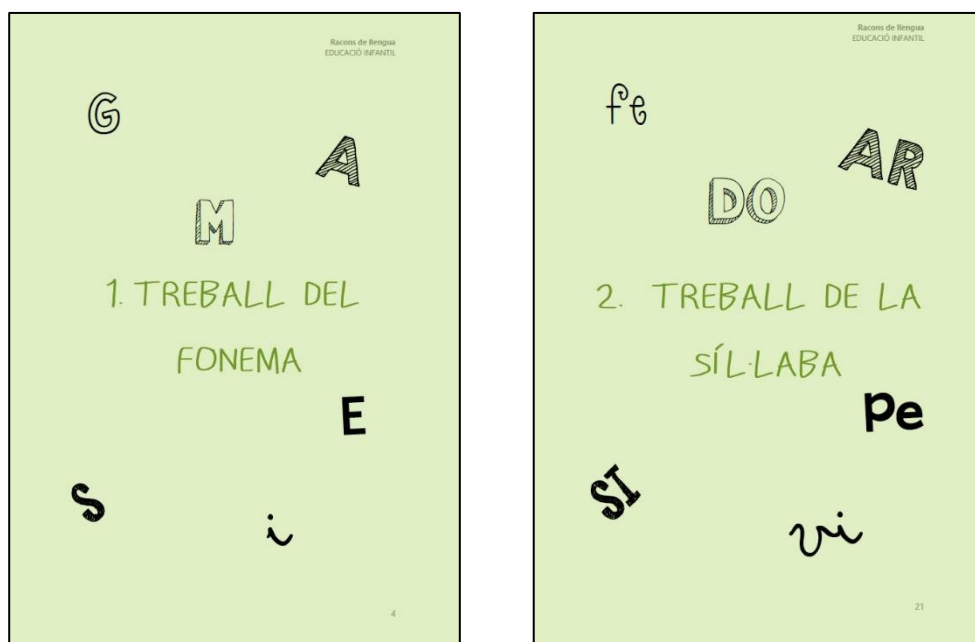 Racons de llengua
EDUCACIÓ INFANTIL
G
A
M
1. TREBALL DEL
FONEMA
E
S
i
4
Racons de llengua
EDUCACIÓ INFANTIL
fe
AR
DO
2. TREBALL DE LA
SÍL·LABA
pe
SI
vi
21